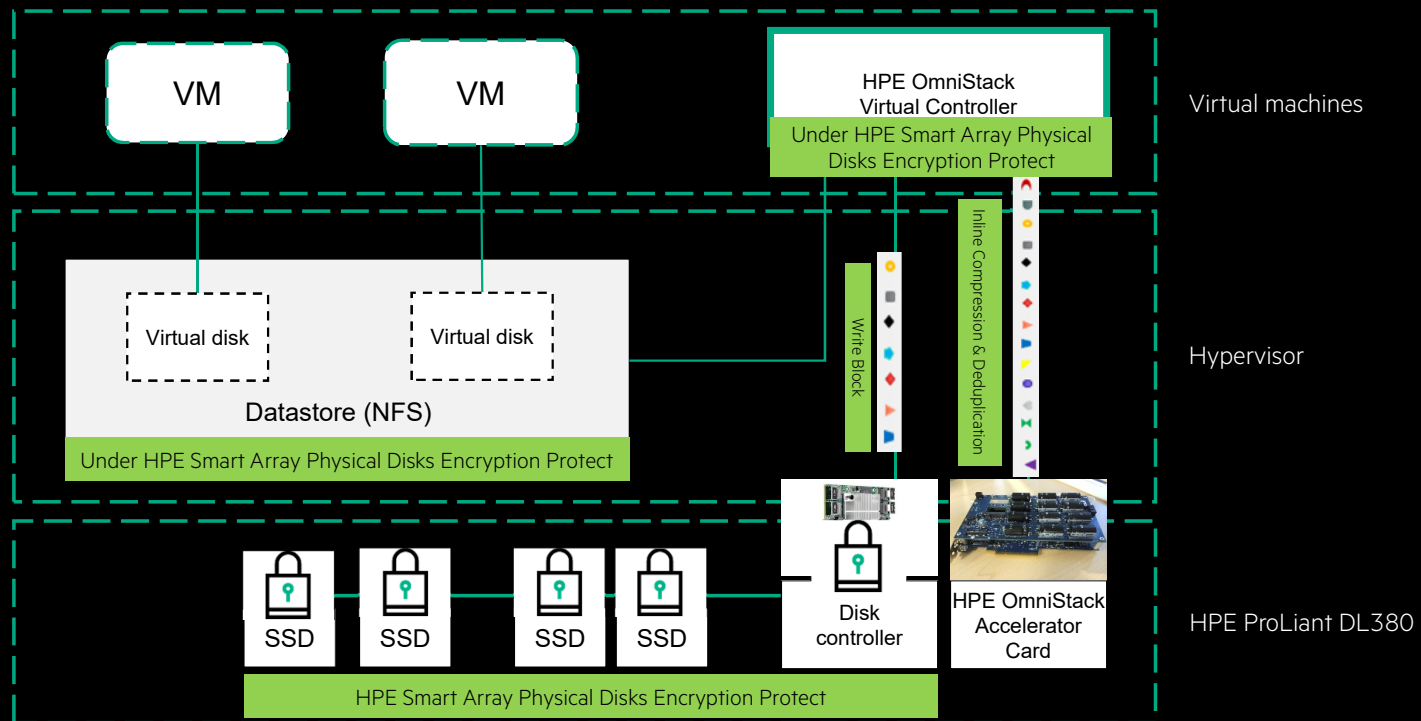 VM
VM
HPE OmniStack
Virtual Controller
Under HPE Smart Array Physical
Disks Encryption Protect
Virtual machines
Virtual disk
Virtual disk
Datastore (NFS)
Under HPE Smart Array Physical Disks Encryption Protect
Write Block
Inline Compression & Deduplication
Hypervisor
SSD
SSD
SSD
SSD
Disk
controller
HPE OmniStack
Accelerator
Card
HPE ProLiant DL380
HPE Smart Array Physical Disks Encryption Protect